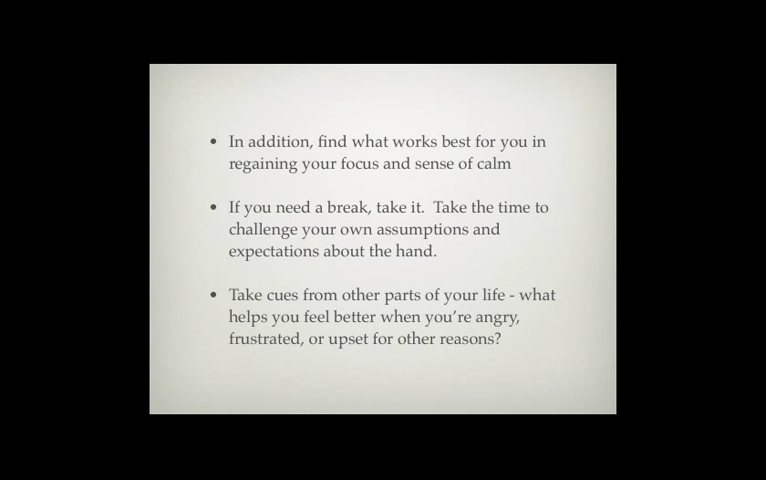 • In addition, find what works best for you in
regaining your focus and sense of calm
• If you need a break, take it.  Take the time to
challenge your own assumptions and
expectations about the hand.
• Take cues from other parts of your life - what
helps you feel better when you’re angry,
frustrated, or upset for other reasons?